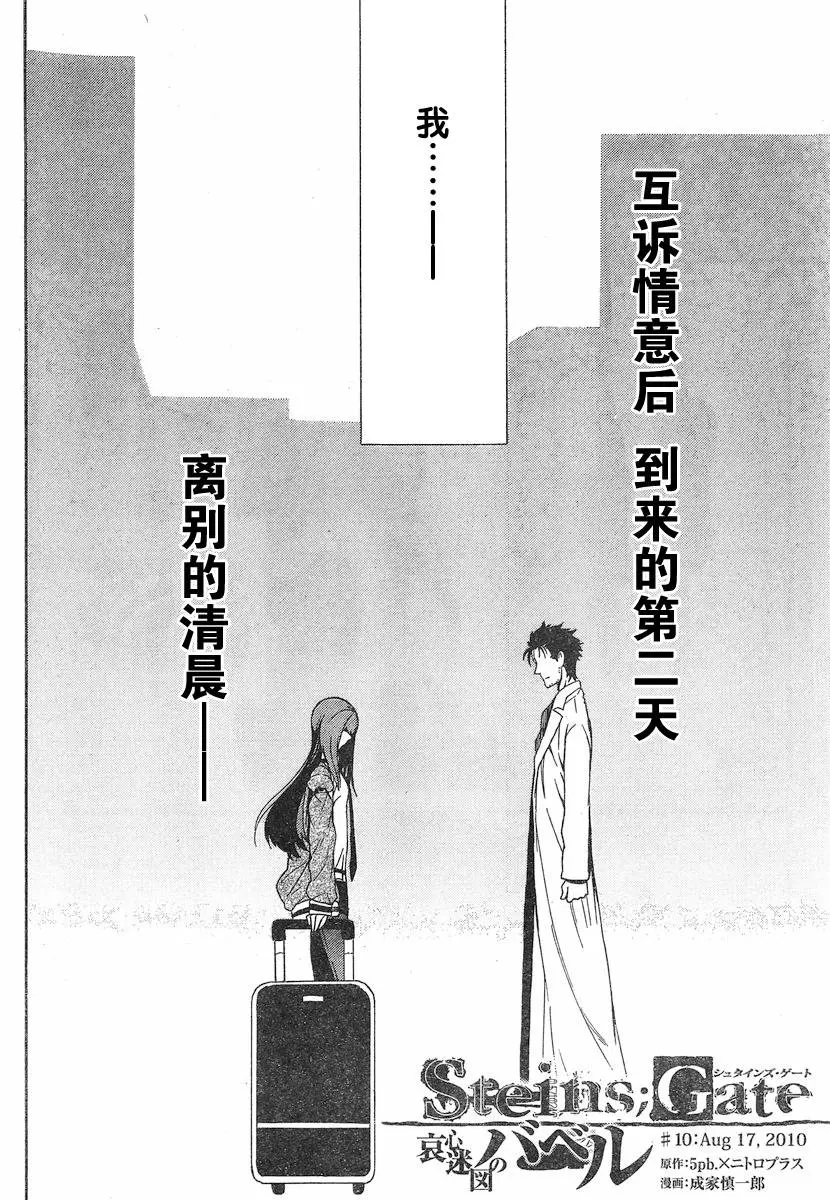 互诉情意后 到来的第二天
我……——
离别的清晨——
シュタインズ・ゲート
Steins;Gate
哀心迷図のバベル
#10:Aug 17, 2010
原作:5pb.×ニトロプラス
漫画:成家慎一郎